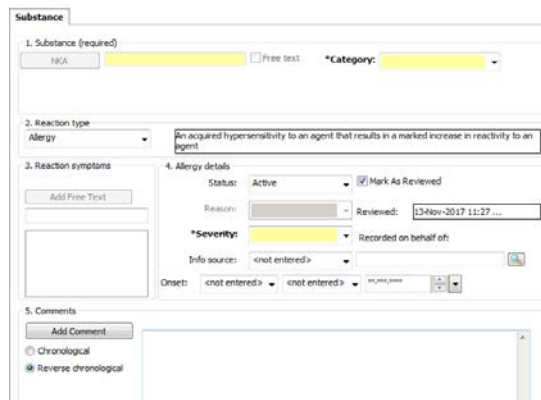 Substance
1. Substance (required)
NKA
Free text
*Category:
2. Reaction type
Allergy
An acquired hypersensitivity to an agent that results in a marked increase in reactivity to an
agent
3. Reaction symptoms
Add Free Text
4. Allergy details
Status: Active
Mark As Reviewed
Reason:
Reviewed: 13-Nov-2017 11:27 ...
*Severity:
Recorded on behalf of:
Info source: <not entered>
Onset: <not entered> <not entered> **-***-****
5. Comments
Add Comment
Chronological
Reverse chronological